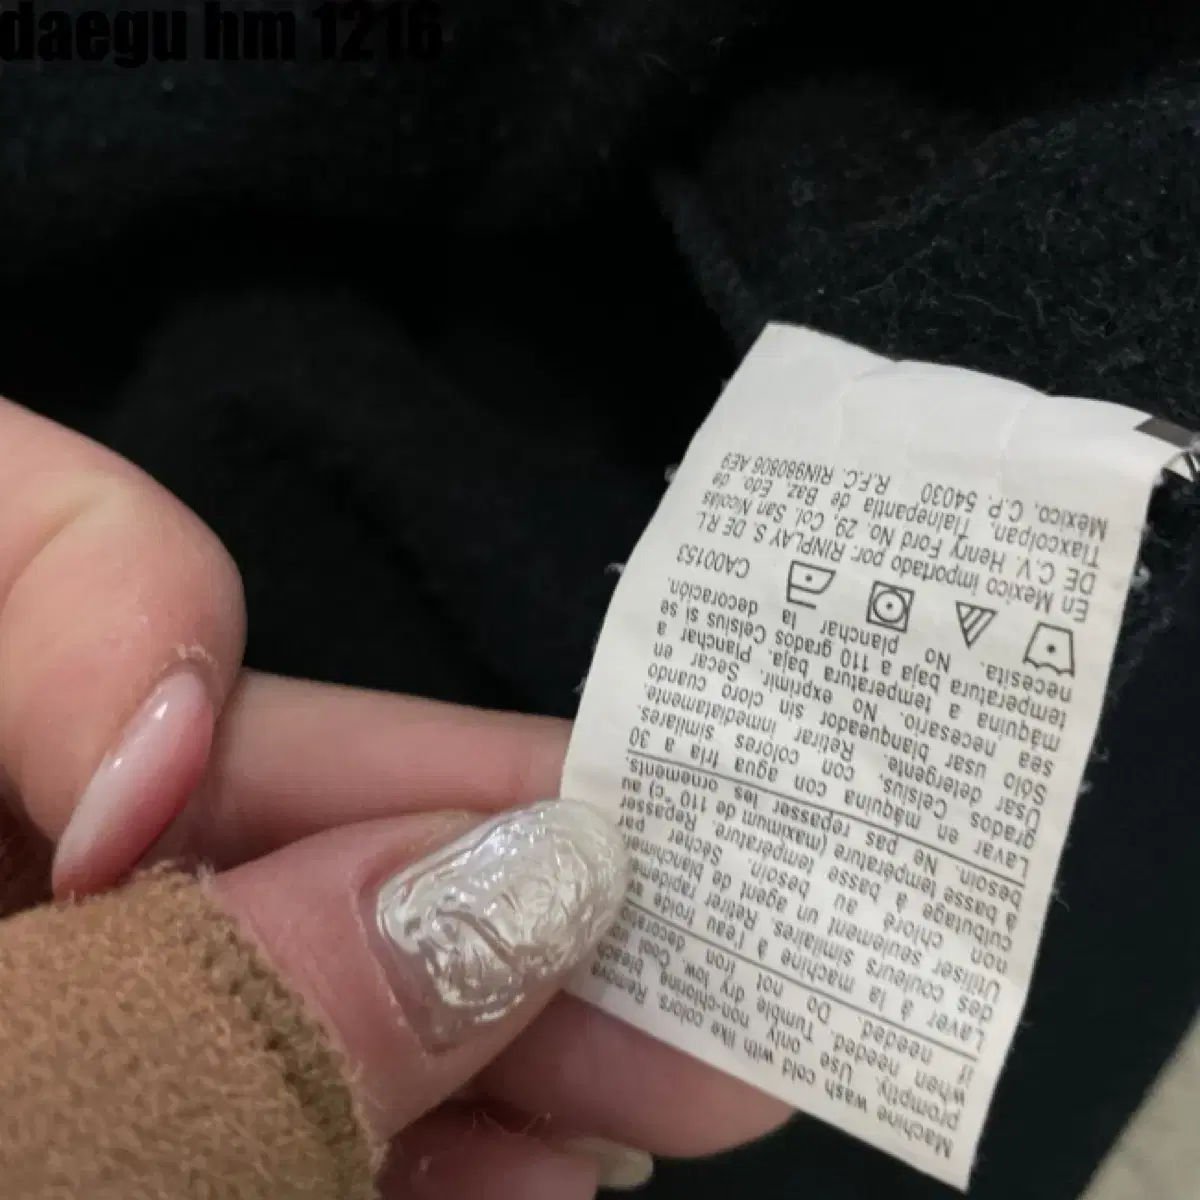 daegu hm 1216
Machine wash cold with like colors Remove
promptly. Use only non-chlorine bleach
when needed. Tumble dry low. Cool
if needed. Do not iron
Laver à la machine à l'eau froide
des couleurs similaires. Retirer rapidement
Utiliser seulement un agent de
non chloré au besoin. Sécher par
culbutage à basse température. Repasser
à basse température (maximum de 110°c) au
besoin. Ne pas repasser les ornements.
Lavar en máquina con agua fría a 30
grados Celsius, con colores similares.
Usar detergente. Retirar inmediatamente.
Sólo usar blanqueador sin cloro cuando
sea necesario. No exprimir. Secar en
máquina a temperatura baja. Planchar a
temperatura baja a 110 grados Celsius si se
necesita. No planchar la decoración.
CA00153
En Mexico importado por: RINPLAY S. DE R.L.
DE C.V. Henry Ford No. 29, Col. San Nicolas
Tlaxcolpan, Tlalnepantla de Baz, Edo. de
Mexico, C.P. 54030 R.F.C. RIN980806 AE9